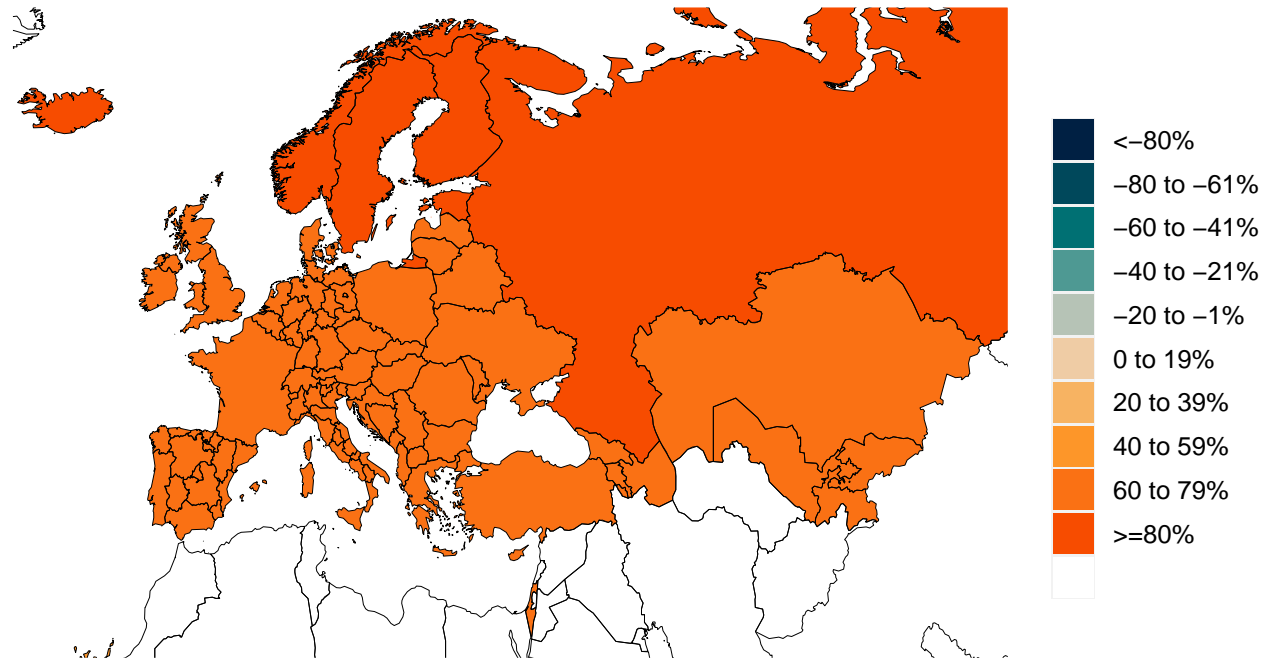 <−80%
−80 to −61%
−60 to −41%
−40 to −21%
−20 to −1%
0 to 19%
20 to 39%
40 to 59%
60 to 79%
>=80%